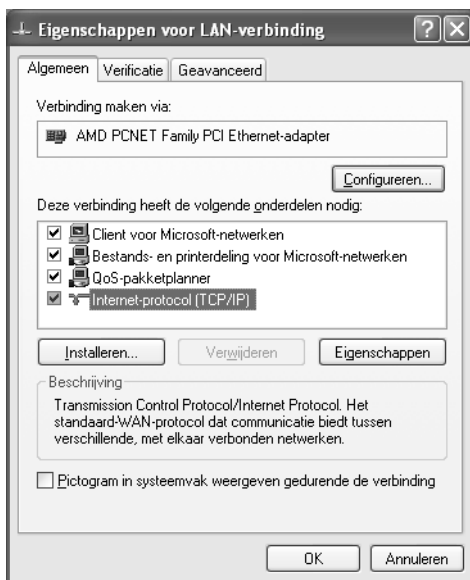 Eigenschappen voor LAN-verbinding
Algemeen Verificatie Geavanceerd
Verbinding maken via:
AMD PCNET Family PCI Ethernet-adapter
Configureren...
Deze verbinding heeft de volgende onderdelen nodig:
Client voor Microsoft-netwerken
Bestands- en printerdeling voor Microsoft-netwerken
QoS-pakketplanner
Internet-protocol (TCP/IP)
Installeren... Verwijderen Eigenschappen
Beschrijving
Transmission Control Protocol/Internet Protocol. Het
standaard-WAN-protocol dat communicatie biedt tussen
verschillende, met elkaar verbonden netwerken.
Pictogram in systeemvak weergeven gedurende de verbinding
OK Annuleren